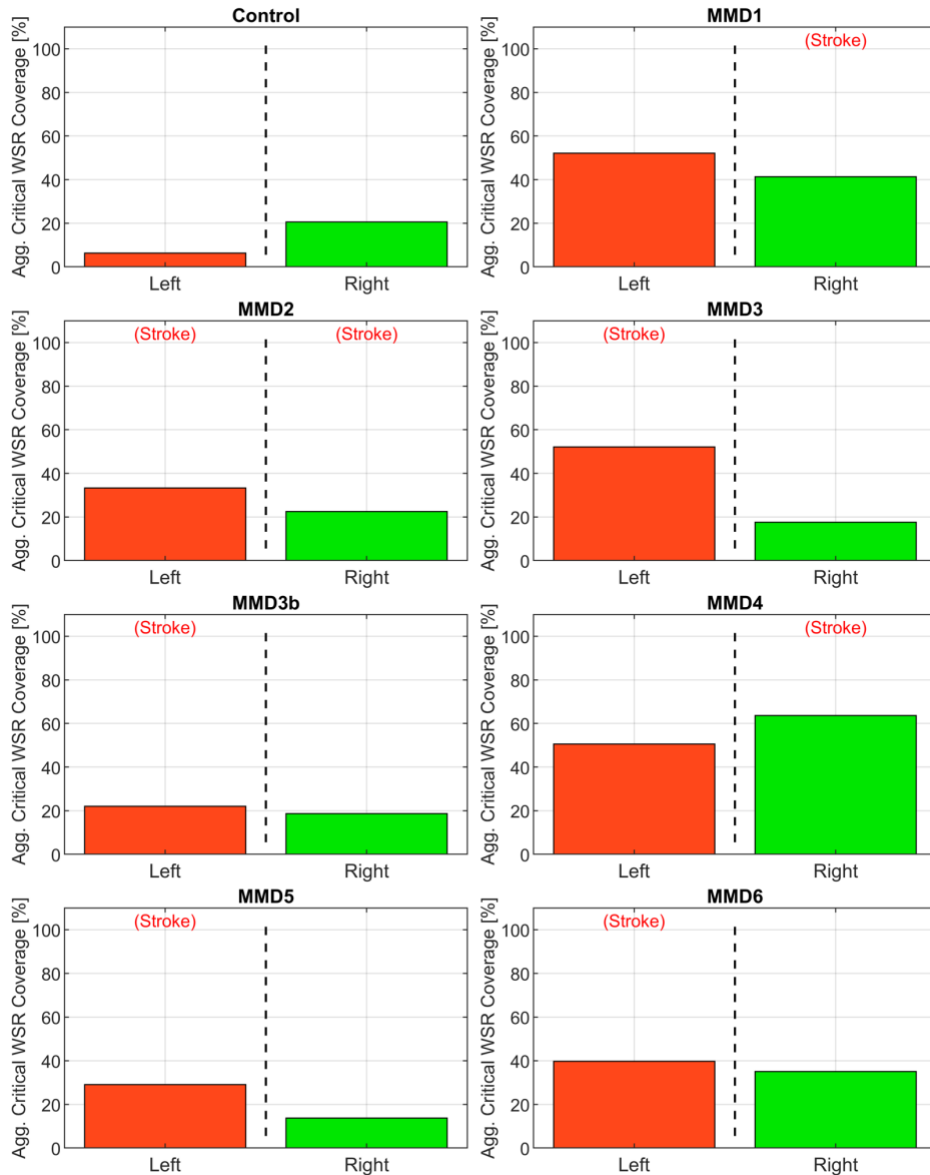 Control
Agg. Critical WSR Coverage [%]
100
80
60
40
20
0
Left Right
MMD1
(Stroke)
Agg. Critical WSR Coverage [%]
100
80
60
40
20
0
Left Right
MMD2
(Stroke) (Stroke)
Agg. Critical WSR Coverage [%]
100
80
60
40
20
0
Left Right
MMD3
(Stroke)
Agg. Critical WSR Coverage [%]
100
80
60
40
20
0
Left Right
MMD3b
(Stroke)
Agg. Critical WSR Coverage [%]
100
80
60
40
20
0
Left Right
MMD4
(Stroke)
Agg. Critical WSR Coverage [%]
100
80
60
40
20
0
Left Right
MMD5
(Stroke)
Agg. Critical WSR Coverage [%]
100
80
60
40
20
0
Left Right
MMD6
(Stroke)
Agg. Critical WSR Coverage [%]
100
80
60
40
20
0
Left Right